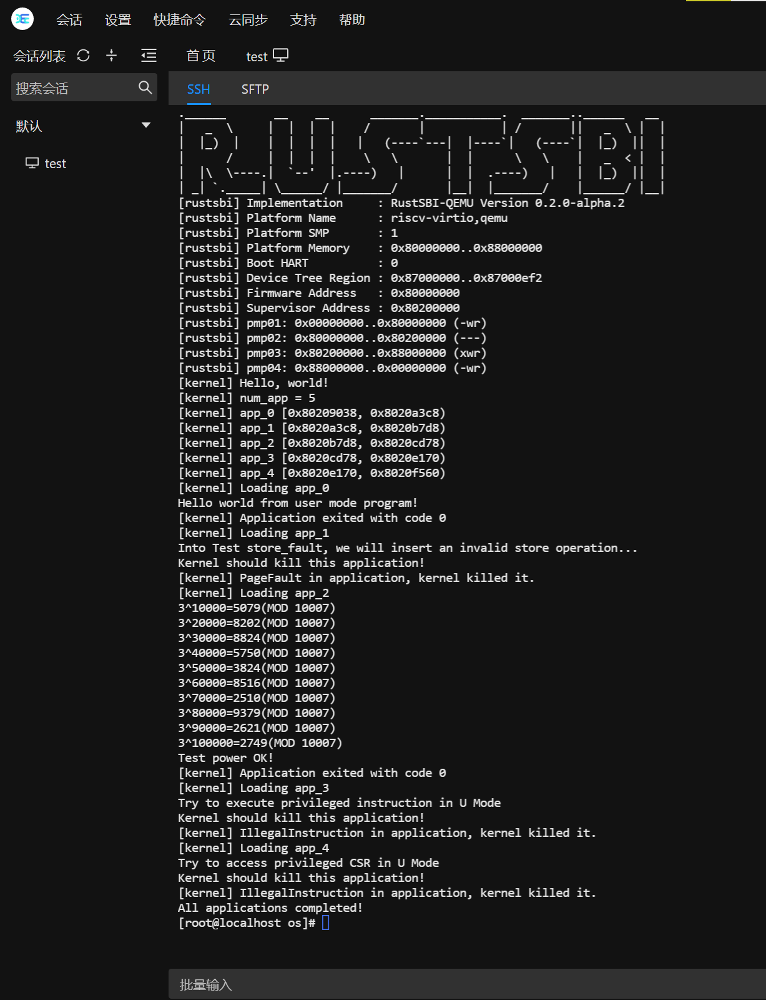 会话 设置 快捷命令 云同步 支持 帮助
会话列表 首页 test
搜索会话 SSH SFTP
默认
test
.______       __    __      _______.___________.  _______..______   __
|   _  \     |  |  |  |    /       |           | /       ||   _  \ |  |
|  |_)  |    |  |  |  |   |   (----`---|  |----`|   (----`|  |_)  ||  |
|      /     |  |  |  |    \   \       |  |      \   \    |   _  < |  |
|  |\  \----.|  `--'  |.----)   |      |  |  .----)   |   |  |_)  ||  |
| _| `._____| \______/ |_______/       |__|  |_______/    |______/ |__|
[rustsbi] Implementation     : RustSBI-QEMU Version 0.2.0-alpha.2
[rustsbi] Platform Name      : riscv-virtio,qemu
[rustsbi] Platform SMP       : 1
[rustsbi] Platform Memory    : 0x80000000..0x88000000
[rustsbi] Boot HART          : 0
[rustsbi] Device Tree Region : 0x87000000..0x87000ef2
[rustsbi] Firmware Address   : 0x80000000
[rustsbi] Supervisor Address : 0x80200000
[rustsbi] pmp01: 0x00000000..0x80000000 (-wr)
[rustsbi] pmp02: 0x80000000..0x80200000 (---)
[rustsbi] pmp03: 0x80200000..0x88000000 (xwr)
[rustsbi] pmp04: 0x88000000..0x00000000 (-wr)
[kernel] Hello, world!
[kernel] num_app = 5
[kernel] app_0 [0x80209038, 0x8020a3c8)
[kernel] app_1 [0x8020a3c8, 0x8020b7d8)
[kernel] app_2 [0x8020b7d8, 0x8020cd78)
[kernel] app_3 [0x8020cd78, 0x8020e170)
[kernel] app_4 [0x8020e170, 0x8020f560)
[kernel] Loading app_0
Hello world from user mode program!
[kernel] Application exited with code 0
[kernel] Loading app_1
Into Test store_fault, we will insert an invalid store operation...
Kernel should kill this application!
[kernel] PageFault in application, kernel killed it.
[kernel] Loading app_2
3^10000=5079(MOD 10007)
3^20000=8202(MOD 10007)
3^30000=8824(MOD 10007)
3^40000=5750(MOD 10007)
3^50000=3824(MOD 10007)
3^60000=8516(MOD 10007)
3^70000=2510(MOD 10007)
3^80000=9379(MOD 10007)
3^90000=2621(MOD 10007)
3^100000=2749(MOD 10007)
Test power OK!
[kernel] Application exited with code 0
[kernel] Loading app_3
Try to execute privileged instruction in U Mode
Kernel should kill this application!
[kernel] IllegalInstruction in application, kernel killed it.
[kernel] Loading app_4
Try to access privileged CSR in U Mode
Kernel should kill this application!
[kernel] IllegalInstruction in application, kernel killed it.
All applications completed!
[root@localhost os]#
批量输入